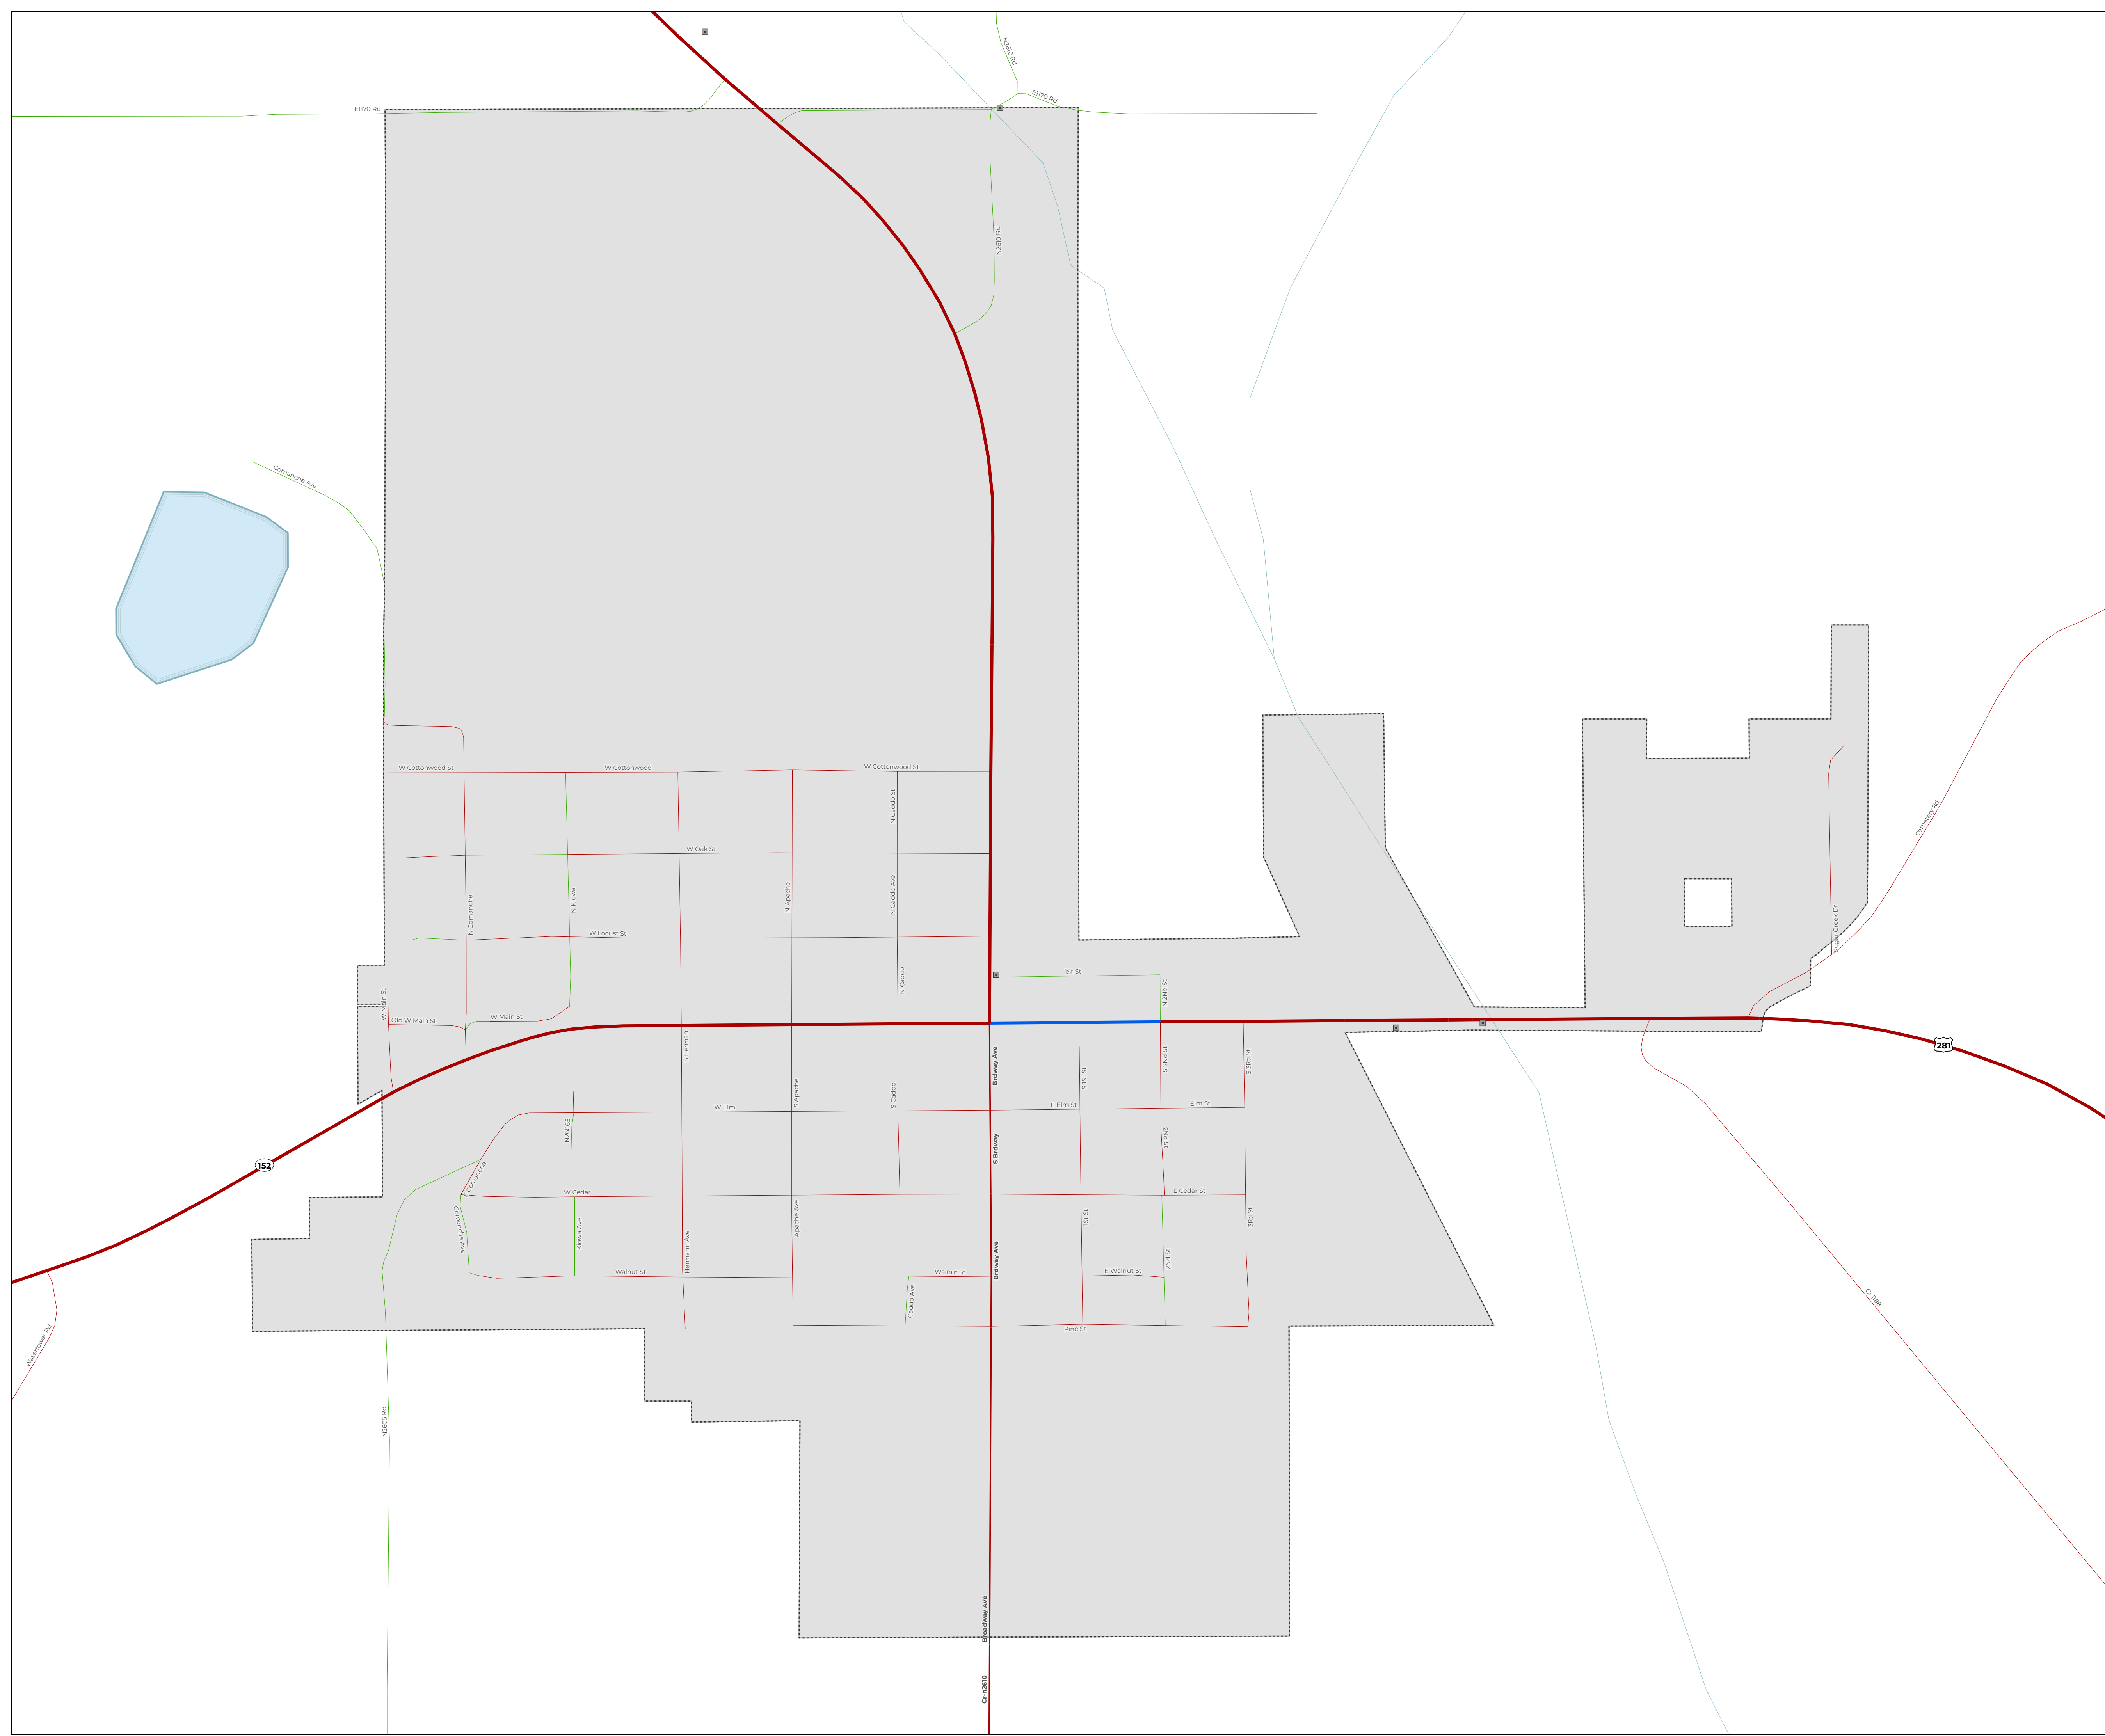 N2610 Rd
E1170 Rd
E1170 Rd
N2610 Rd
Comanche Ave
W Cottonwood St
W Cottonwood
W Cottonwood St
N Caddo St
Cemetery Rd
W Oak St
N Comanche
N Kiowa
N Apache
N Caddo Ave
Sugar Creek Dr
W Locust St
N Caddo
1St St
N 2Nd St
W Main St
Old W Main St
W Main St
S Herman
Brdway Ave
S 2Nd St
S 3Rd St
281
S Apache
S Caddo
S 1St St
W Elm
E Elm St
Elm St
N2606S
S Brdway
2Nd St
152
S Comanche
W Cedar
E Cedar St
Comanche Ave
Kiowa Ave
Hermann Ave
Apache Ave
1St St
3Rd St
Brdway Ave
2Nd St
Walnut St
Walnut St
E Walnut St
Caddo Ave
Cr 1188
Pine St
Watertower Rd
N2605 Rd
Broadway Ave
Cr-n2610